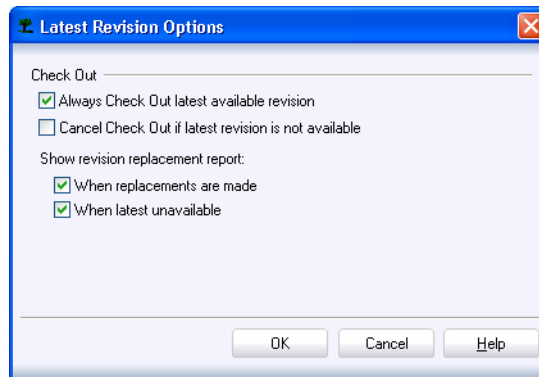 Latest Revision Options
Check Out
Always Check Out latest available revision
Cancel Check Out if latest revision is not available
Show revision replacement report:
When replacements are made
When latest unavailable
OK
Cancel
Help